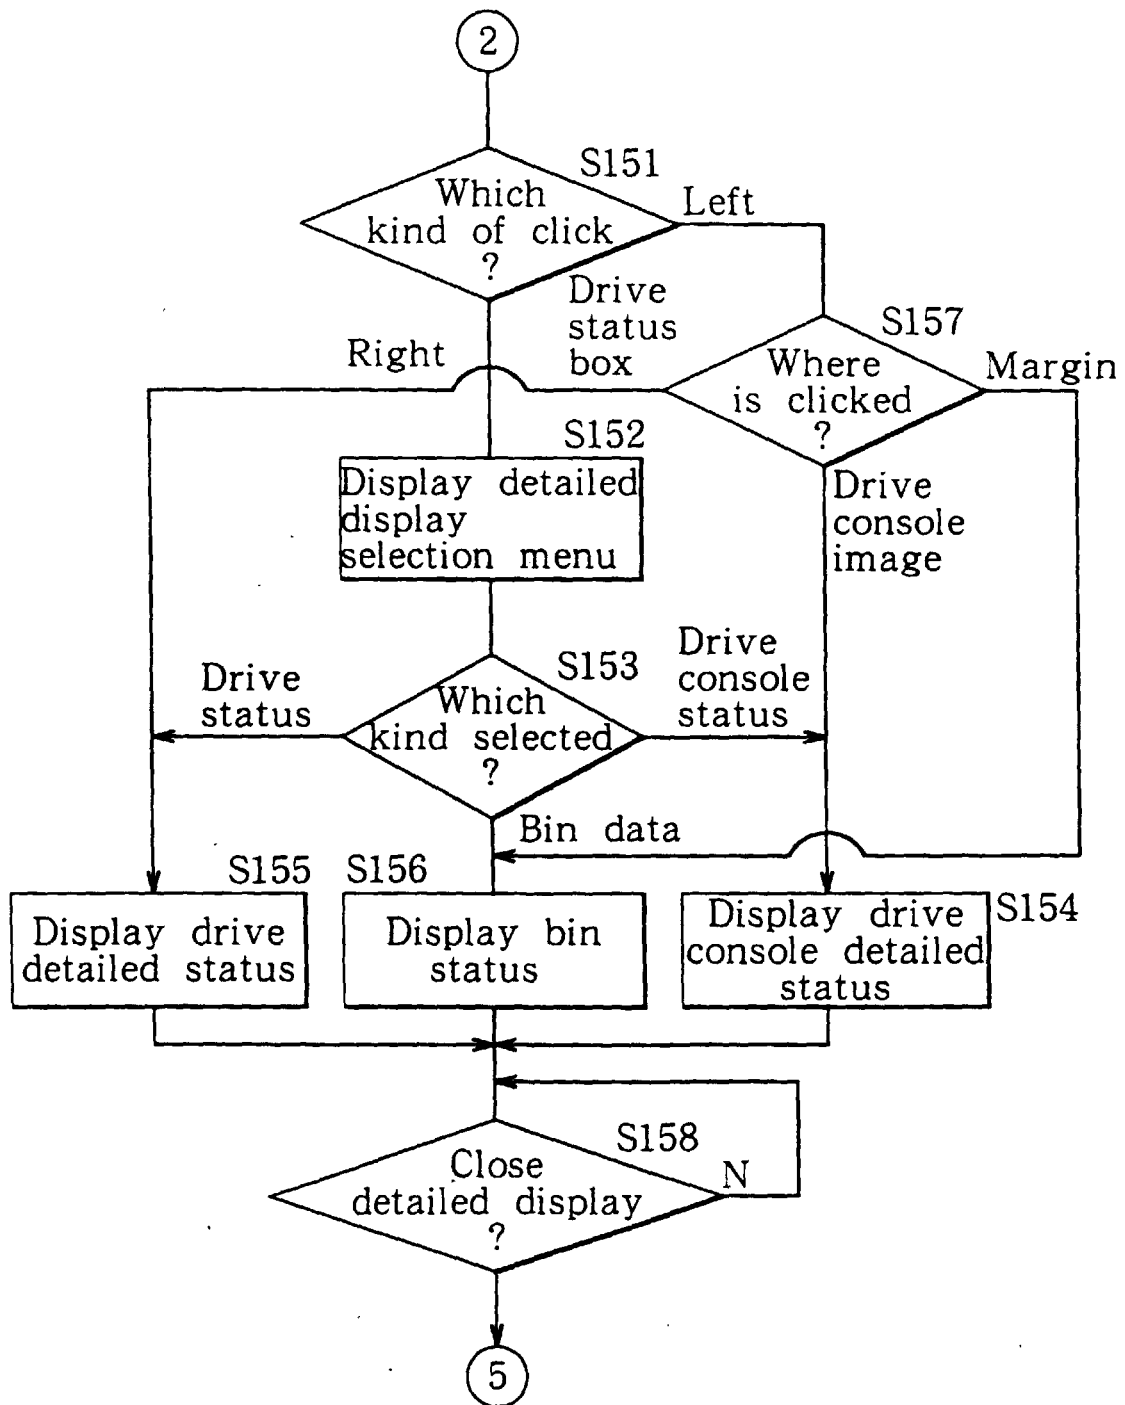 2
S151
Which
kind of click
?
Left
Right
Drive
status
box
S157
Where
is clicked
?
Margin
S152
Display detailed
display
selection menu
Drive
console
image
S153
Which
kind selected
?
Drive
status
Drive
console
status
Bin data
S155
Display drive
detailed status
S156
Display bin
status
S154
Display drive
console detailed
status
S158
Close
detailed display
?
N
5